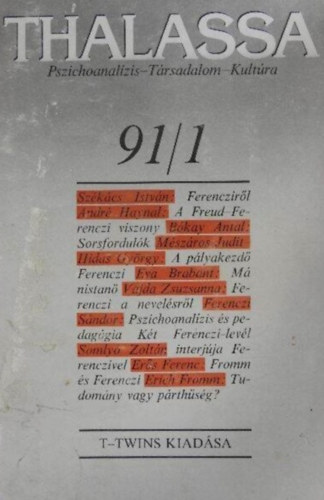 THALASSA
Pszichoanalízis–Társadalom–Kultúra
91/1
Székács István: Ferencziről
André Haynal: A Freud–Fe-
renczi viszony Bókay Antal:
Sorsfordulók Mészáros Judit–
Hidas György: A pályakezdő
Ferenczi Eva Brabant: Má
nistanő Vajda Zsuzsanna: Fe-
renczi a nevelésről Ferenczi
Sándor: Pszichoanalízis és pe-
dagógia Két Ferenczi-levél
Somlyó Zoltán interjúja Fe-
renczivel Erős Ferenc: Fromm
és Ferenczi Erich Fromm: Tu-
domány vagy párthűség?
T–TWINS KIADÁSA